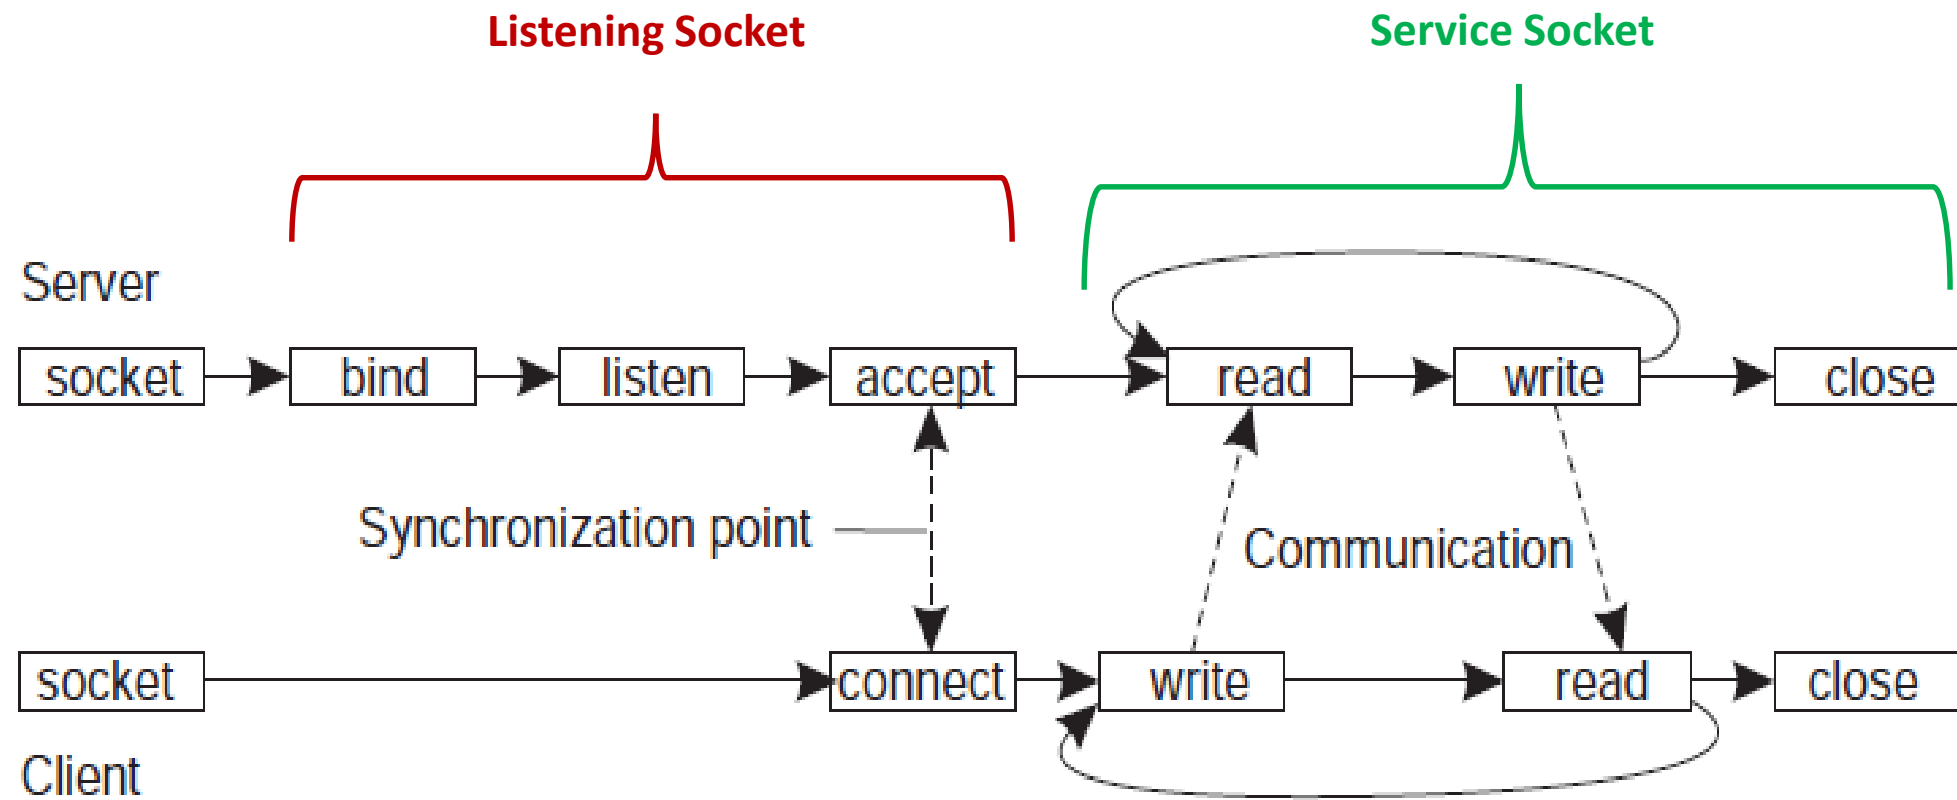 Listening Socket
Service Socket
Server
socket
bind
listen
accept
read
write
close
Synchronization point
Communication
socket
connect
write
read
close
Client